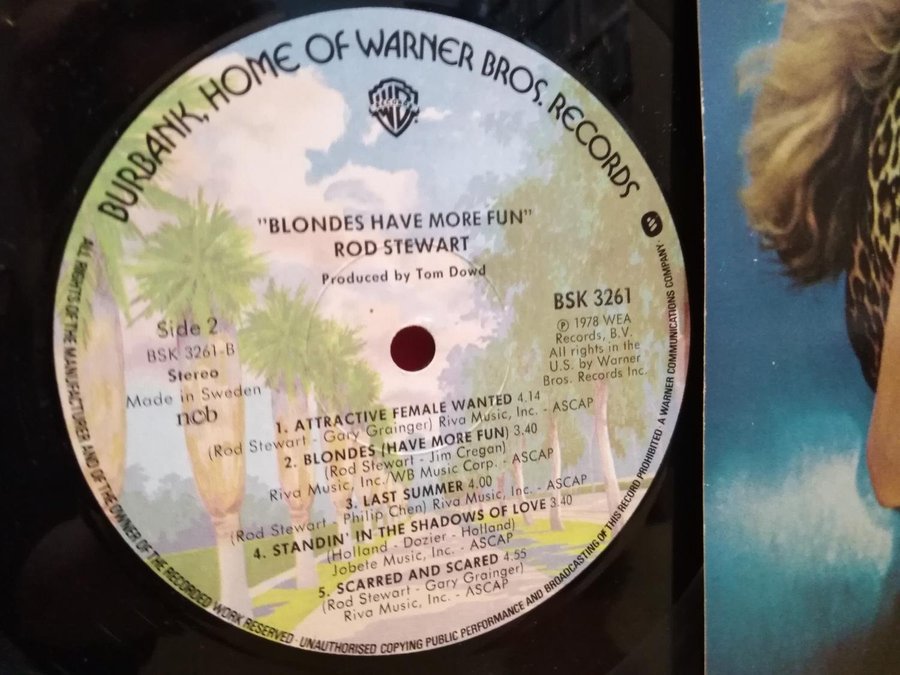 BURBANK, HOME OF WARNER BROS. RECORDS
WB
RECORDS
"BLONDES HAVE MORE FUN"
ROD STEWART
Produced by Tom Dowd
Side 2
BSK 3261-B
Stereo
Made in Sweden
ncb
BSK 3261
Ⓟ 1978 WEA
Records, B.V.
All rights in the
U.S. by Warner
Bros. Records Inc.
1. ATTRACTIVE FEMALE WANTED 4.14
(Rod Stewart - Gary Grainger) Riva Music, Inc. - ASCAP
2. BLONDES (HAVE MORE FUN) 3.40
(Rod Stewart - Jim Cregan)
Riva Music, Inc./WB Music Corp. - ASCAP
3. LAST SUMMER 4.00
(Rod Stewart - Philip Chen) Riva Music, Inc. - ASCAP
4. STANDIN' IN THE SHADOWS OF LOVE 3.40
(Holland - Dozier - Holland)
Jobete Music, Inc. - ASCAP
5. SCARRED AND SCARED 4.55
(Rod Stewart - Gary Grainger)
Riva Music, Inc. - ASCAP
ALL RIGHTS OF THE MANUFACTURER AND OF THE OWNER OF THE RECORDED WORK RESERVED · UNAUTHORISED COPYING PUBLIC PERFORMANCE AND BROADCASTING OF THIS RECORD PROHIBITED A WARNER COMMUNICATIONS COMPANY ·